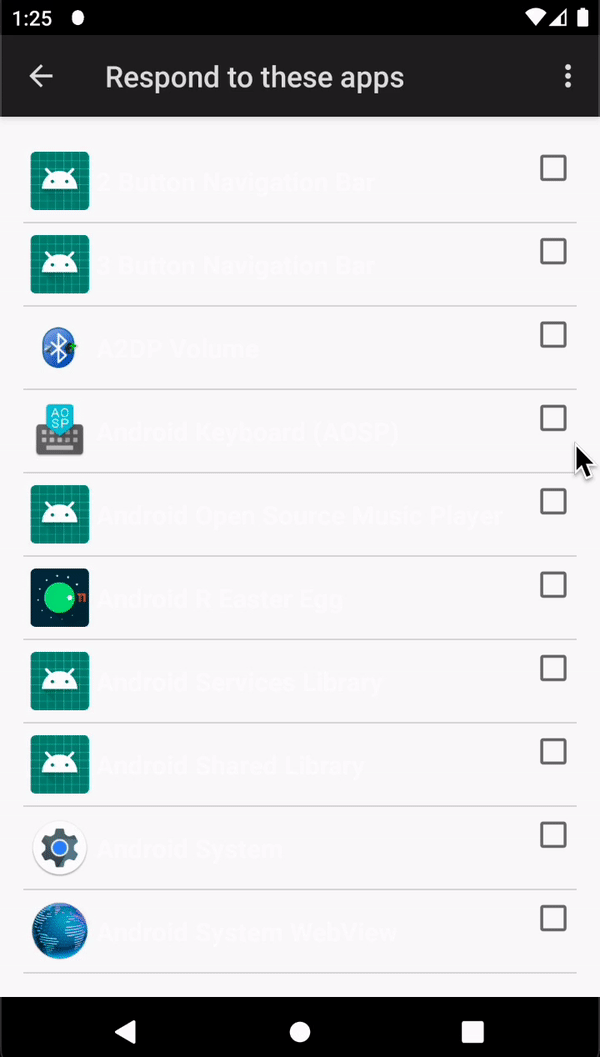 1:25
Respond to these apps
2 Button Navigation Bar
3 Button Navigation Bar
A2DP Volume
AO
SP
Android Keyboard (AOSP)
Android Open Source Music Player
Android R Easter Egg
Android Services Library
Android Shared Library
Android System
Android System WebView